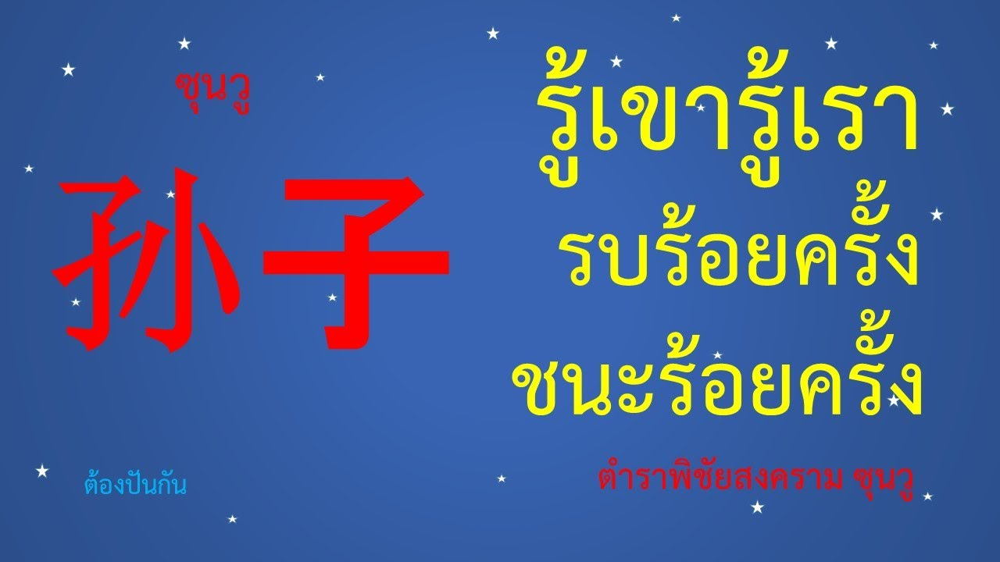 ซุนวู
孙子
รู้เขารู้เรา
รบร้อยครั้ง
ชนะร้อยครั้ง
ตำราพิชัยสงคราม ซุนวู
ต้องปันกัน